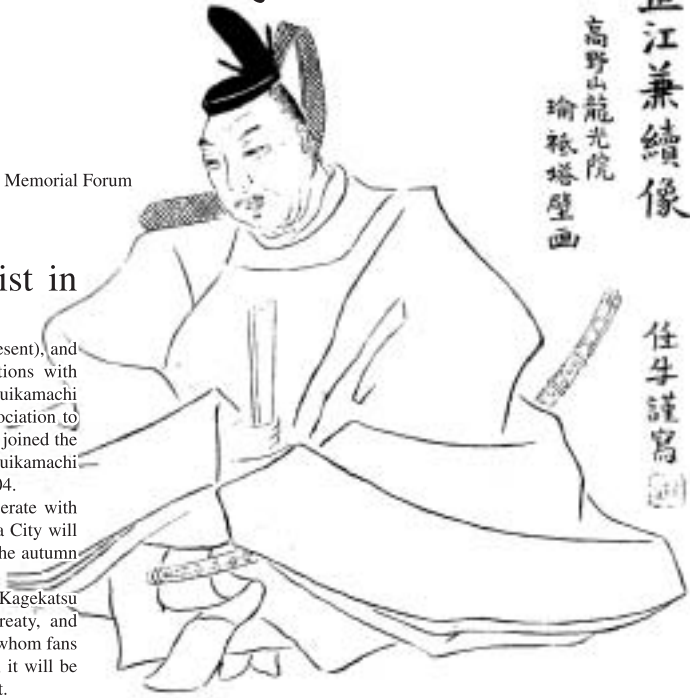 Memorial Forum
ist in
esent), and
tions with
uikamachi
ociation to
joined the
uikamachi
04.
erate with
a City will
he autumn
Kagekatsu
reaty, and
whom fans
it will be
t.
直江兼續像
高野山龍光院
瑜祇塔壁画
任牛謹寫